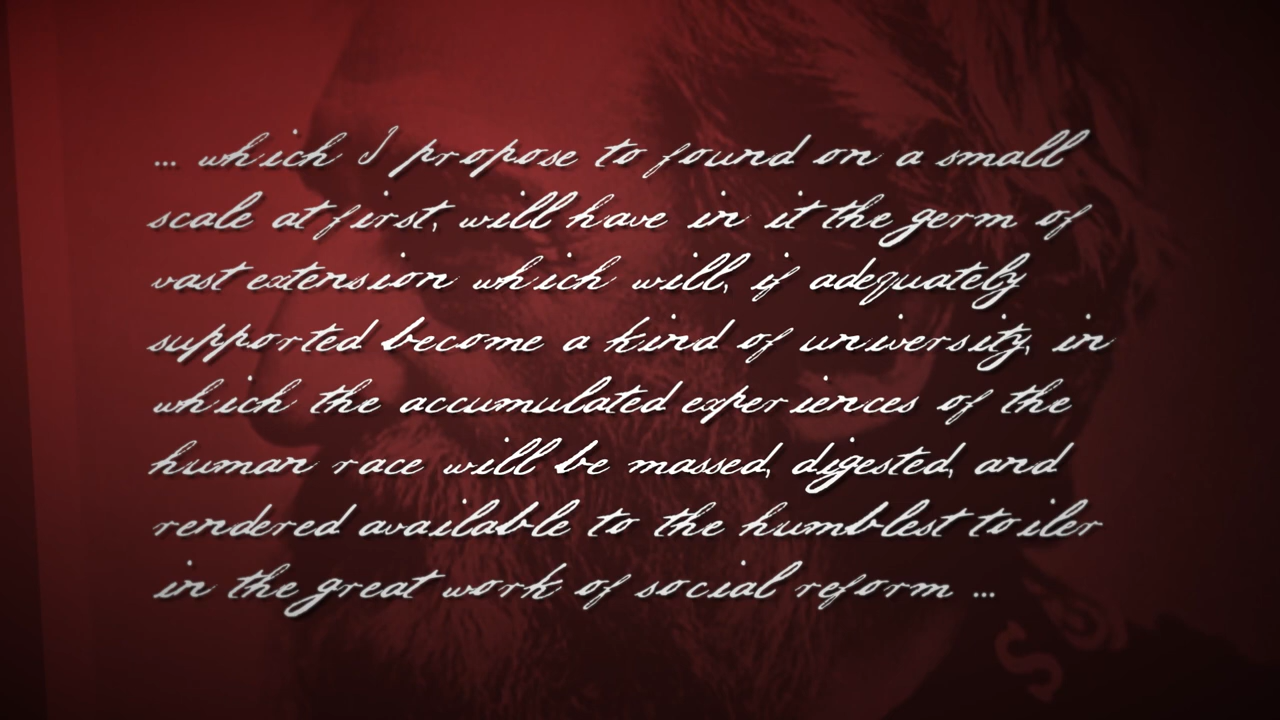 ... which I propose to found on a small
scale at first, will have in it the germ of
vast extension which will, if adequately
supported become a kind of university, in
which the accumulated experiences of the
human race will be massed, digested, and
rendered available to the humblest toiler
in the great work of social reform ...
S S